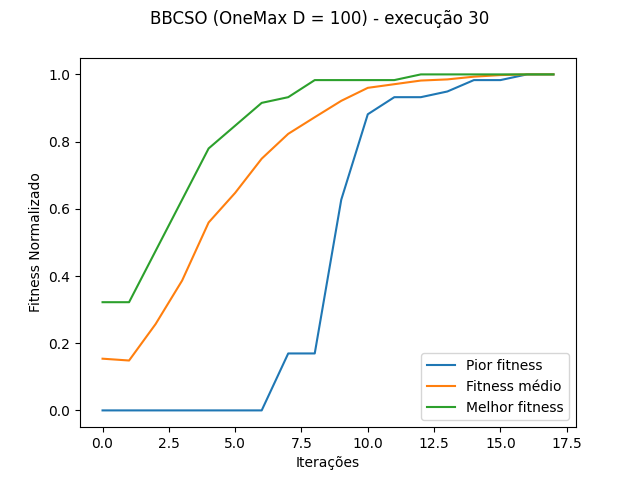 BBCSO (OneMax D = 100) - execução 30
Fitness Normalizado
1.0
0.8
0.6
0.4
0.2
0.0
0.0 2.5 5.0 7.5 10.0 12.5 15.0 17.5
Iterações
Pior fitness
Fitness médio
Melhor fitness